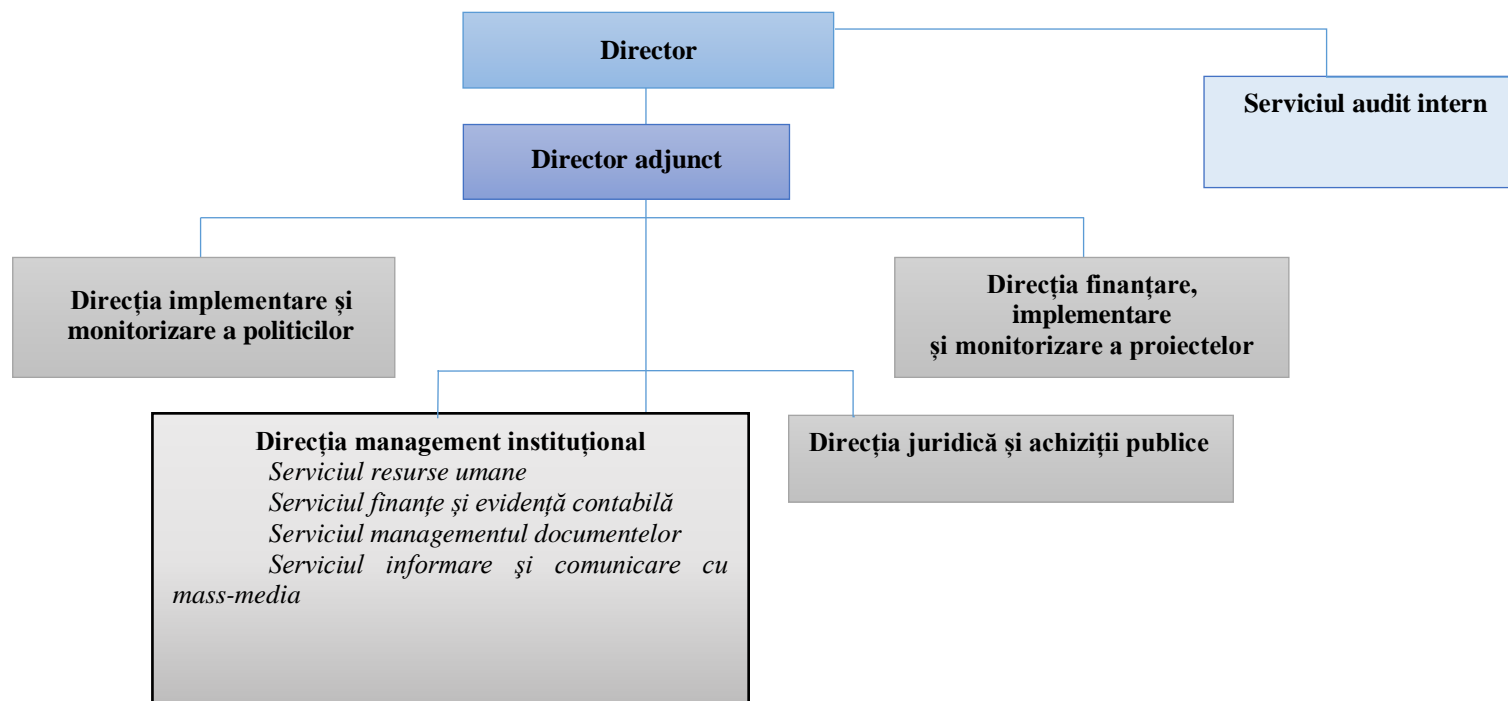 Director
Serviciul audit intern
Director adjunct
Direcția implementare și
monitorizare a politicilor
Direcția finanțare,
implementare
și monitorizare a proiectelor
Direcția management instituțional
Serviciul resurse umane
Serviciul finanțe și evidență contabilă
Serviciul managementul documentelor
Serviciul informare şi comunicare cu
mass-media
Direcția juridică și achiziții publice